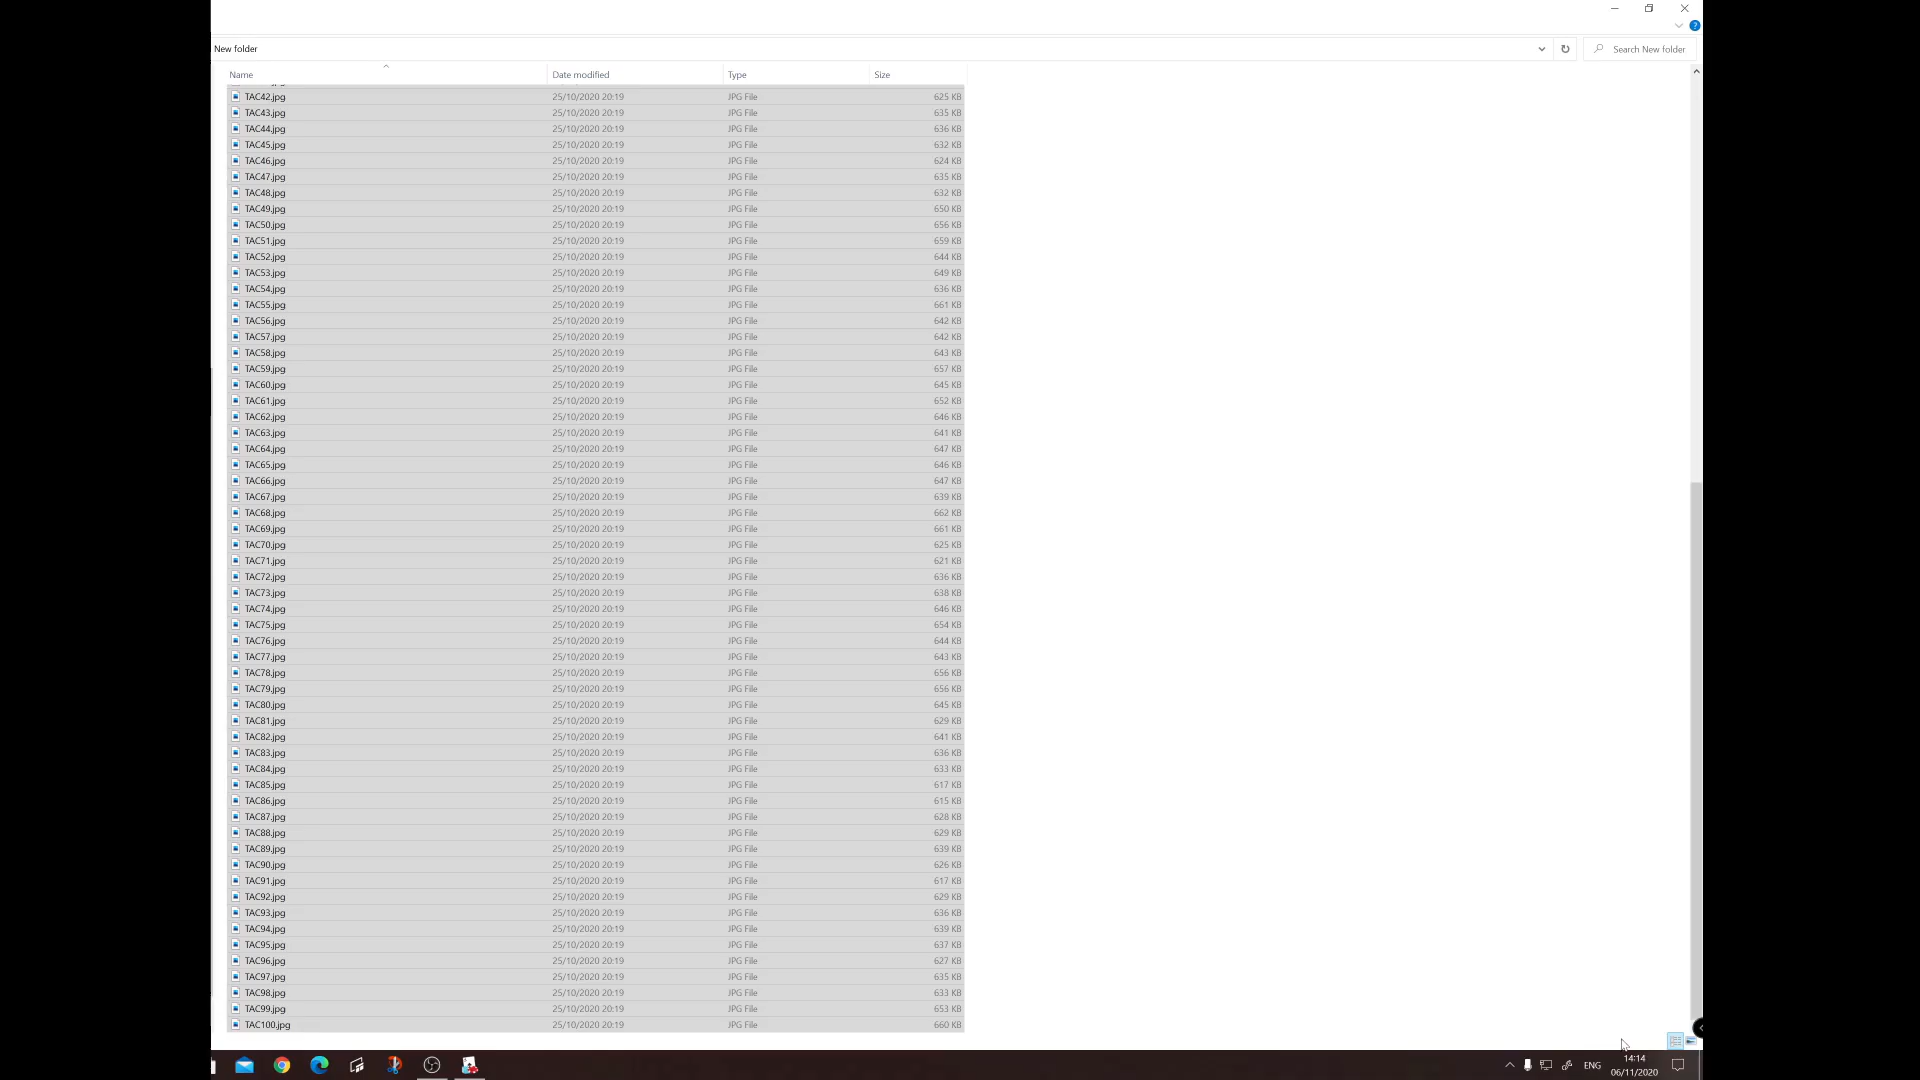 New folder
Search New folder
Name Date modified Type Size
TAC42.jpg 25/10/2020 20:19 JPG File 625 KB
TAC43.jpg 25/10/2020 20:19 JPG File 635 KB
TAC44.jpg 25/10/2020 20:19 JPG File 636 KB
TAC45.jpg 25/10/2020 20:19 JPG File 632 KB
TAC46.jpg 25/10/2020 20:19 JPG File 624 KB
TAC47.jpg 25/10/2020 20:19 JPG File 635 KB
TAC48.jpg 25/10/2020 20:19 JPG File 632 KB
TAC49.jpg 25/10/2020 20:19 JPG File 650 KB
TAC50.jpg 25/10/2020 20:19 JPG File 656 KB
TAC51.jpg 25/10/2020 20:19 JPG File 659 KB
TAC52.jpg 25/10/2020 20:19 JPG File 644 KB
TAC53.jpg 25/10/2020 20:19 JPG File 649 KB
TAC54.jpg 25/10/2020 20:19 JPG File 636 KB
TAC55.jpg 25/10/2020 20:19 JPG File 661 KB
TAC56.jpg 25/10/2020 20:19 JPG File 642 KB
TAC57.jpg 25/10/2020 20:19 JPG File 642 KB
TAC58.jpg 25/10/2020 20:19 JPG File 643 KB
TAC59.jpg 25/10/2020 20:19 JPG File 657 KB
TAC60.jpg 25/10/2020 20:19 JPG File 645 KB
TAC61.jpg 25/10/2020 20:19 JPG File 652 KB
TAC62.jpg 25/10/2020 20:19 JPG File 646 KB
TAC63.jpg 25/10/2020 20:19 JPG File 641 KB
TAC64.jpg 25/10/2020 20:19 JPG File 647 KB
TAC65.jpg 25/10/2020 20:19 JPG File 646 KB
TAC66.jpg 25/10/2020 20:19 JPG File 647 KB
TAC67.jpg 25/10/2020 20:19 JPG File 639 KB
TAC68.jpg 25/10/2020 20:19 JPG File 662 KB
TAC69.jpg 25/10/2020 20:19 JPG File 661 KB
TAC70.jpg 25/10/2020 20:19 JPG File 625 KB
TAC71.jpg 25/10/2020 20:19 JPG File 621 KB
TAC72.jpg 25/10/2020 20:19 JPG File 636 KB
TAC73.jpg 25/10/2020 20:19 JPG File 638 KB
TAC74.jpg 25/10/2020 20:19 JPG File 646 KB
TAC75.jpg 25/10/2020 20:19 JPG File 654 KB
TAC76.jpg 25/10/2020 20:19 JPG File 644 KB
TAC77.jpg 25/10/2020 20:19 JPG File 643 KB
TAC78.jpg 25/10/2020 20:19 JPG File 656 KB
TAC79.jpg 25/10/2020 20:19 JPG File 656 KB
TAC80.jpg 25/10/2020 20:19 JPG File 645 KB
TAC81.jpg 25/10/2020 20:19 JPG File 629 KB
TAC82.jpg 25/10/2020 20:19 JPG File 641 KB
TAC83.jpg 25/10/2020 20:19 JPG File 636 KB
TAC84.jpg 25/10/2020 20:19 JPG File 633 KB
TAC85.jpg 25/10/2020 20:19 JPG File 617 KB
TAC86.jpg 25/10/2020 20:19 JPG File 615 KB
TAC87.jpg 25/10/2020 20:19 JPG File 628 KB
TAC88.jpg 25/10/2020 20:19 JPG File 629 KB
TAC89.jpg 25/10/2020 20:19 JPG File 639 KB
TAC90.jpg 25/10/2020 20:19 JPG File 626 KB
TAC91.jpg 25/10/2020 20:19 JPG File 617 KB
TAC92.jpg 25/10/2020 20:19 JPG File 629 KB
TAC93.jpg 25/10/2020 20:19 JPG File 636 KB
TAC94.jpg 25/10/2020 20:19 JPG File 639 KB
TAC95.jpg 25/10/2020 20:19 JPG File 637 KB
TAC96.jpg 25/10/2020 20:19 JPG File 627 KB
TAC97.jpg 25/10/2020 20:19 JPG File 635 KB
TAC98.jpg 25/10/2020 20:19 JPG File 633 KB
TAC99.jpg 25/10/2020 20:19 JPG File 653 KB
TAC100.jpg 25/10/2020 20:19 JPG File 660 KB
ENG
14:14
06/11/2020